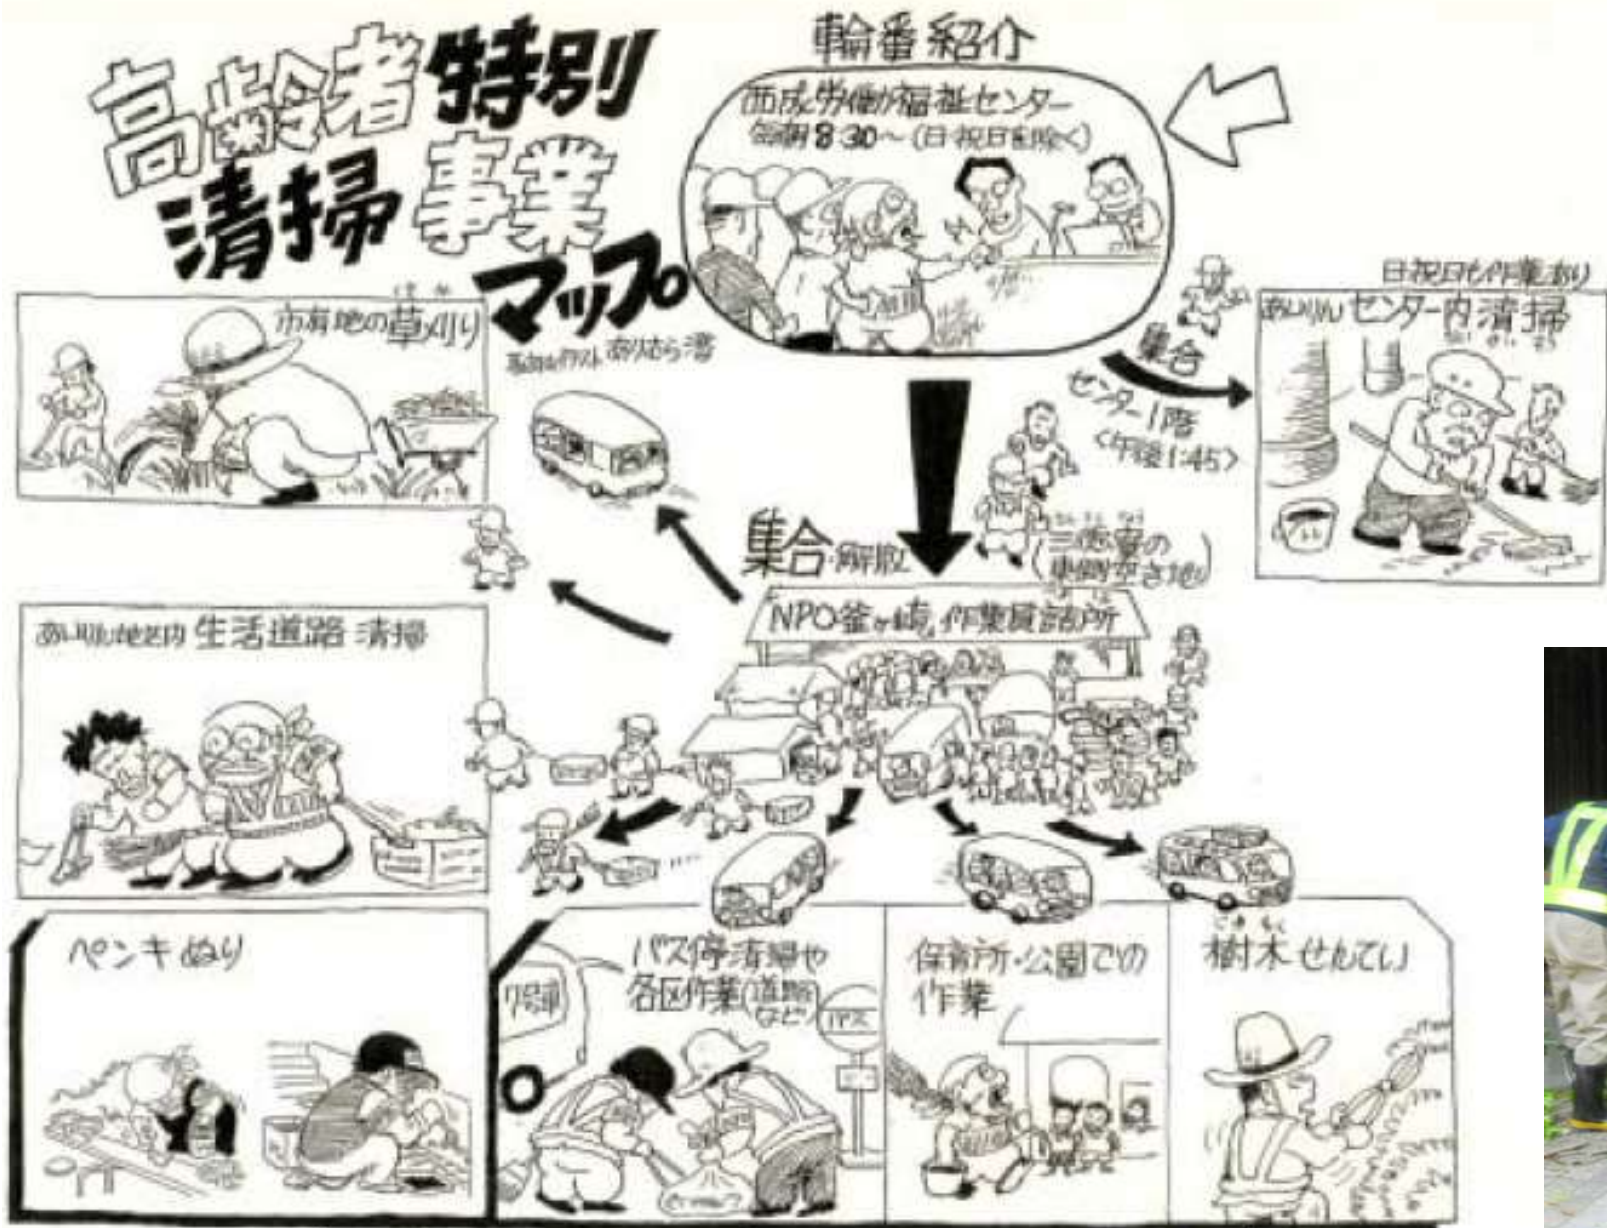 高齢者特別
清掃事業
マップ
輪番紹介
西成労働福祉センター
毎朝8:30〜(日・祝日を除く)
日・祝日も作業あり
あいりんセンター内清掃
集合
センター1階
<午後1:45>
市有地の草刈り
ありむら潜
集合・解散
(三徳寮の
東側空き地)
NPO釜ヶ崎 作業員詰所
あいりん地区内 生活道路 清掃
ペンキぬり
バス停清掃や
各区作業(道路など)
バス
保育所・公園での
作業
樹木せんてい